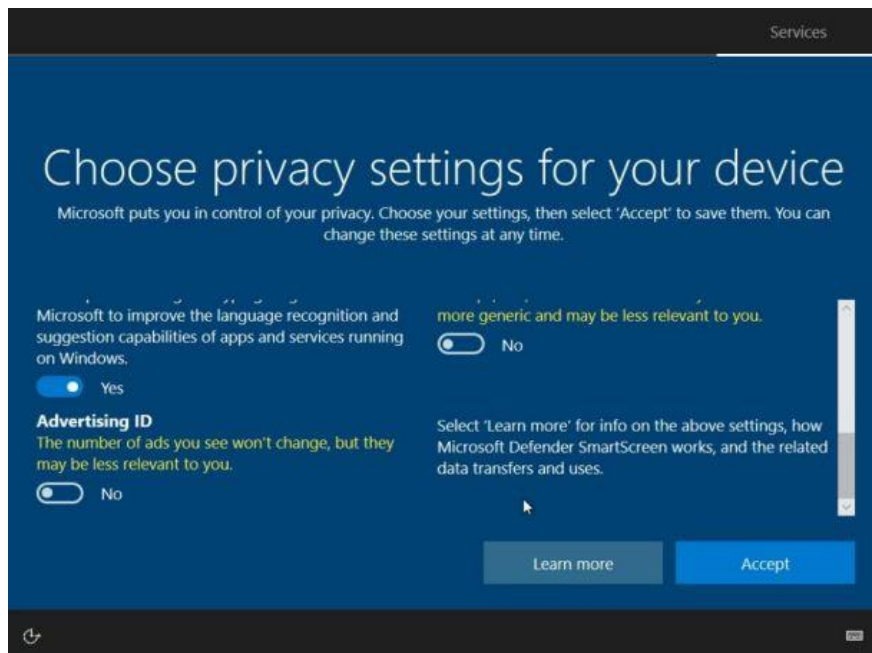 Services
Choose privacy settings for your device
Microsoft puts you in control of your privacy. Choose your settings, then select 'Accept' to save them. You can
change these settings at any time.
Microsoft to improve the language recognition and
suggestion capabilities of apps and services running
on Windows.
Yes
Advertising ID
The number of ads you see won't change, but they
may be less relevant to you.
No
more generic and may be less relevant to you.
No
Select 'Learn more' for info on the above settings, how
Microsoft Defender SmartScreen works, and the related
data transfers and uses.
Learn more
Accept